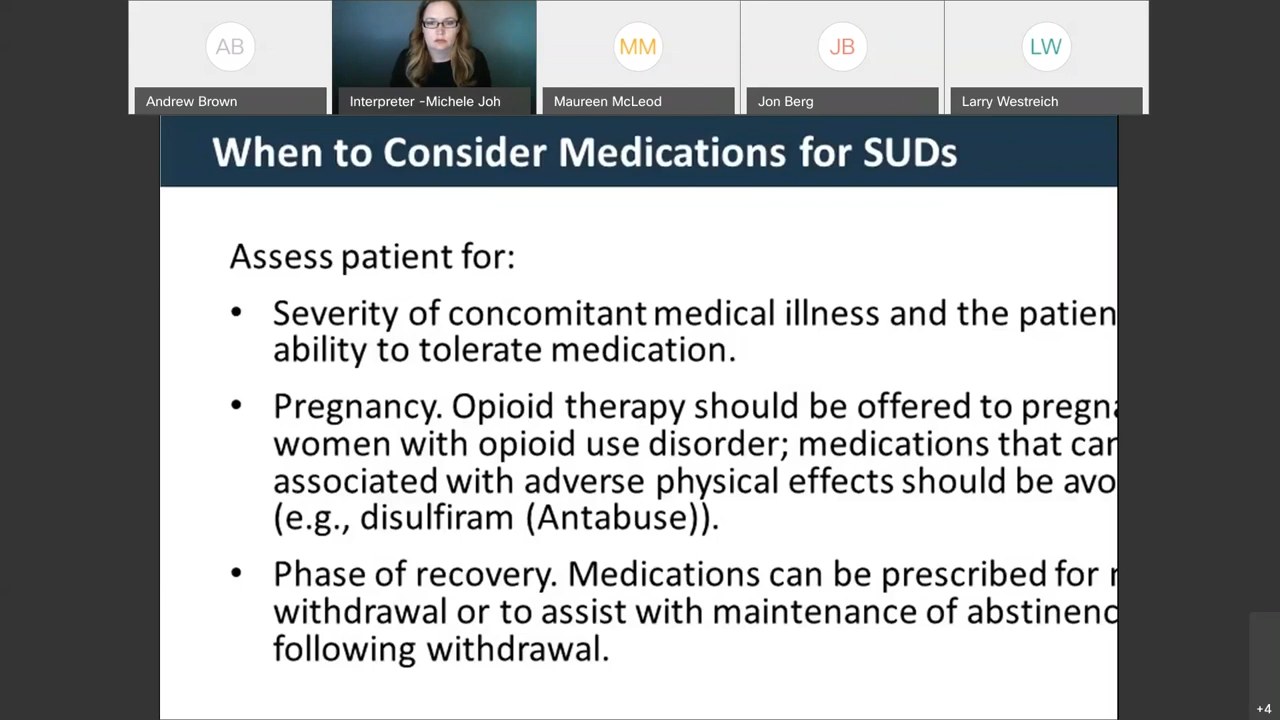 AB
MM
JB
LW
Andrew Brown
Interpreter -Michele Joh
Maureen McLeod
Jon Berg
Larry Westreich
When to Consider Medications for SUDs
Assess patient for:
• Severity of concomitant medical illness and the patien
ability to tolerate medication.
• Pregnancy. Opioid therapy should be offered to pregna
women with opioid use disorder; medications that can
associated with adverse physical effects should be avo
(e.g., disulfiram (Antabuse)).
• Phase of recovery. Medications can be prescribed for
withdrawal or to assist with maintenance of abstinenc
following withdrawal.
+4